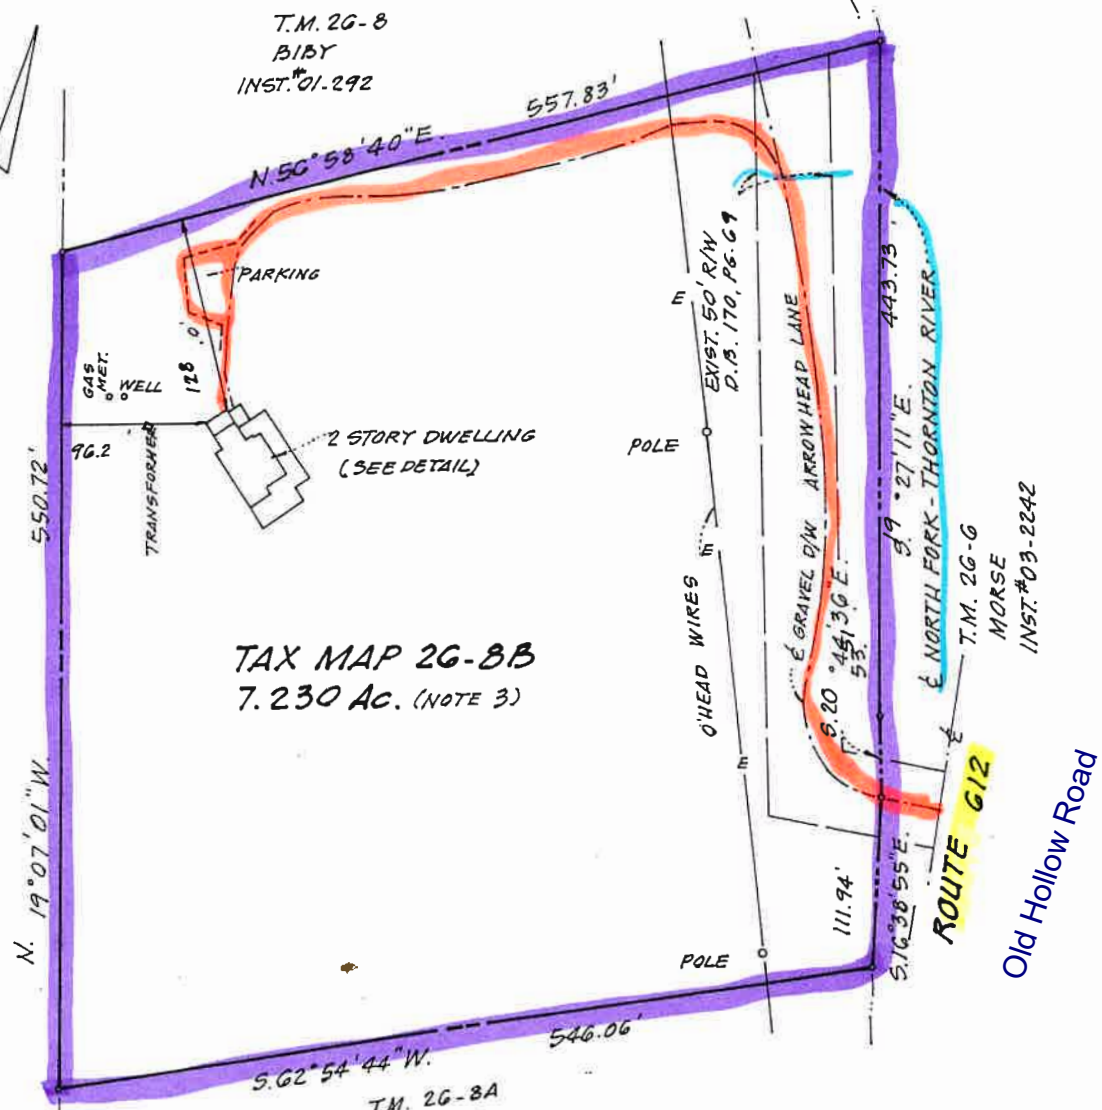 T.M. 26-8
BIBY
INST.#01-292
557.83'
N.56°58'40"E.
PARKING
128.0'
GAS
MET.
WELL
96.2'
TRANSFORMER
2 STORY DWELLING
(SEE DETAIL)
550.72'
N. 19°07'01"W.
E
EXIST. 50' R/W
D.B. 170, PG. 69
POLE
E
O'HEAD WIRES
E
℄ GRAVEL D/W ARROWHEAD LANE
443.73'
S.19°27'11"E.
℄ NORTH FORK - THORNTON RIVER
T.M. 26-6
MORSE
INST.#03-2242
TAX MAP 26-8B
7.230 Ac. (NOTE 3)
℄
ROUTE 612
Old Hollow Road
111.94'
S.16°38'55"E.
POLE
546.06'
S.62°54'44"W.
T.M. 26-8A